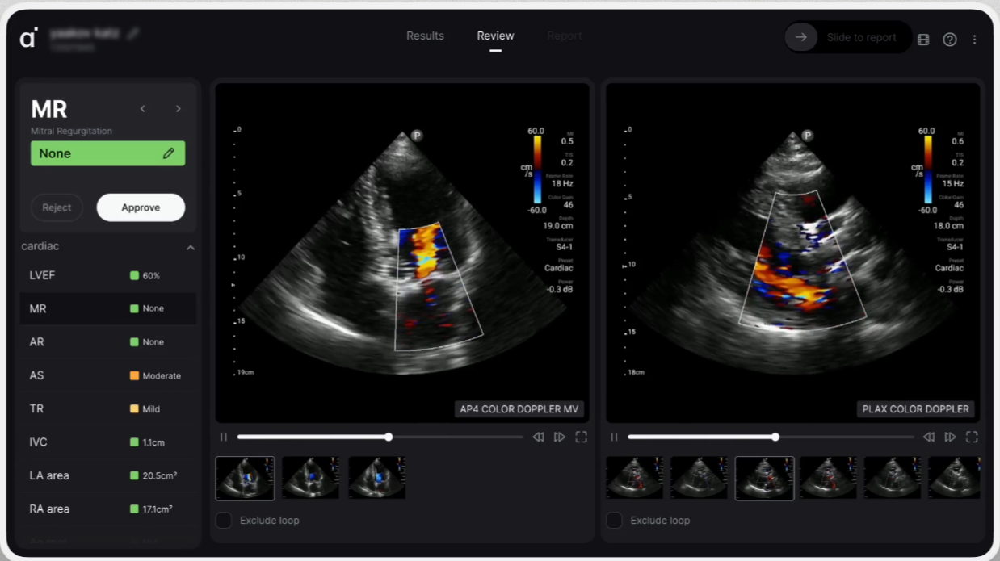 a
Results
Review
Report
Slide to report
MR
Mitral Regurgitation
None
Reject
Approve
cardiac
LVEF 60%
MR None
AR None
AS Moderate
TR Mild
IVC 1.1cm
LA area 20.5cm²
RA area 17.1cm²
P
0
5
10
15
19cm
60.0
cm
/s
-60.0
MI
0.5
TIS
0.2
Frame Rate
18 Hz
Color Gain
46
Depth
19.0 cm
Transducer
S4-1
Preset
Cardiac
Power
-0.3 dB
AP4 COLOR DOPPLER MV
Exclude loop
P
0
5
10
15
18cm
60.0
cm
/s
-60.0
MI
0.6
TIS
0.2
Frame Rate
15 Hz
Color Gain
46
Depth
18.0 cm
Transducer
S4-1
Preset
Cardiac
Power
-0.3 dB
PLAX COLOR DOPPLER
Exclude loop